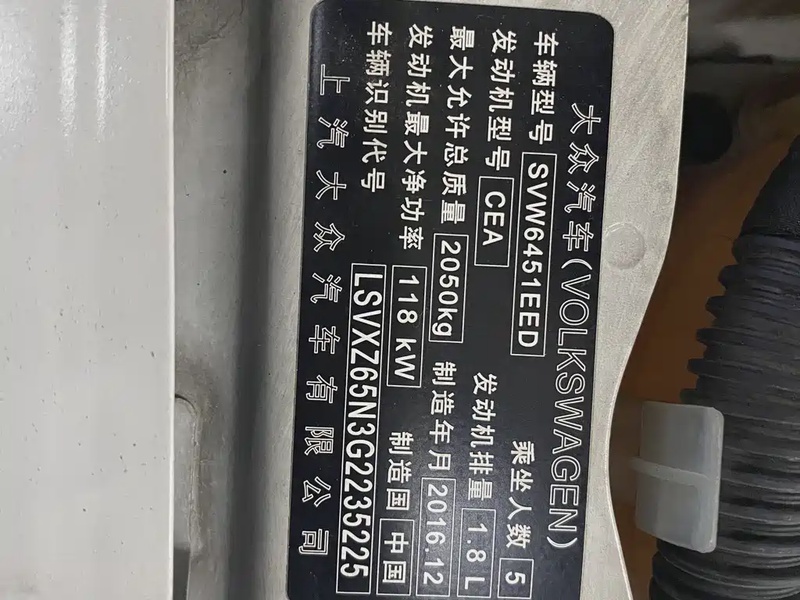 大众汽车(VOLKSWAGEN)
车辆型号 SVW6451EED 乘坐人数 5
发动机型号 CEA 发动机排量 1.8L
最大允许总质量 2050kg 制造年月 2016.12
发动机最大净功率 118 kW 制造国 中国
车辆识别代号 LSVXZ65N3G2235225
上汽大众汽车有限公司